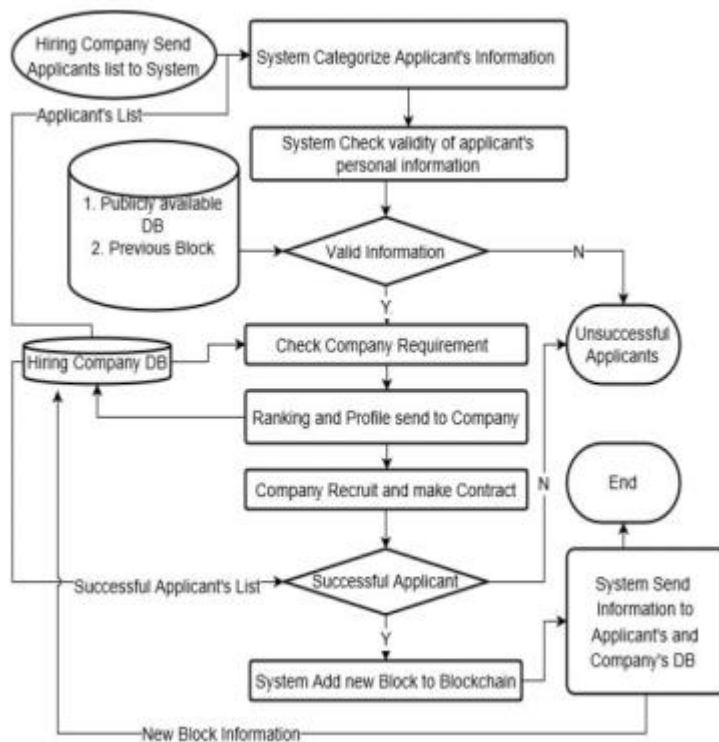 Hiring Company Send
Applicants list to System
System Categorize Applicant's Information
Applicant's List
System Check validity of applicant's
personal information
1. Publicly available
DB
2. Previous Block
Valid Information
N
Y
Unsuccessful
Applicants
Hiring Company DB
Check Company Requirement
Ranking and Profile send to Company
Company Recruit and make Contract
N
End
Successful Applicant's List
Successful Applicant
System Send
Information to
Applicant's and
Company's DB
Y
System Add new Block to Blockchain
New Block Information